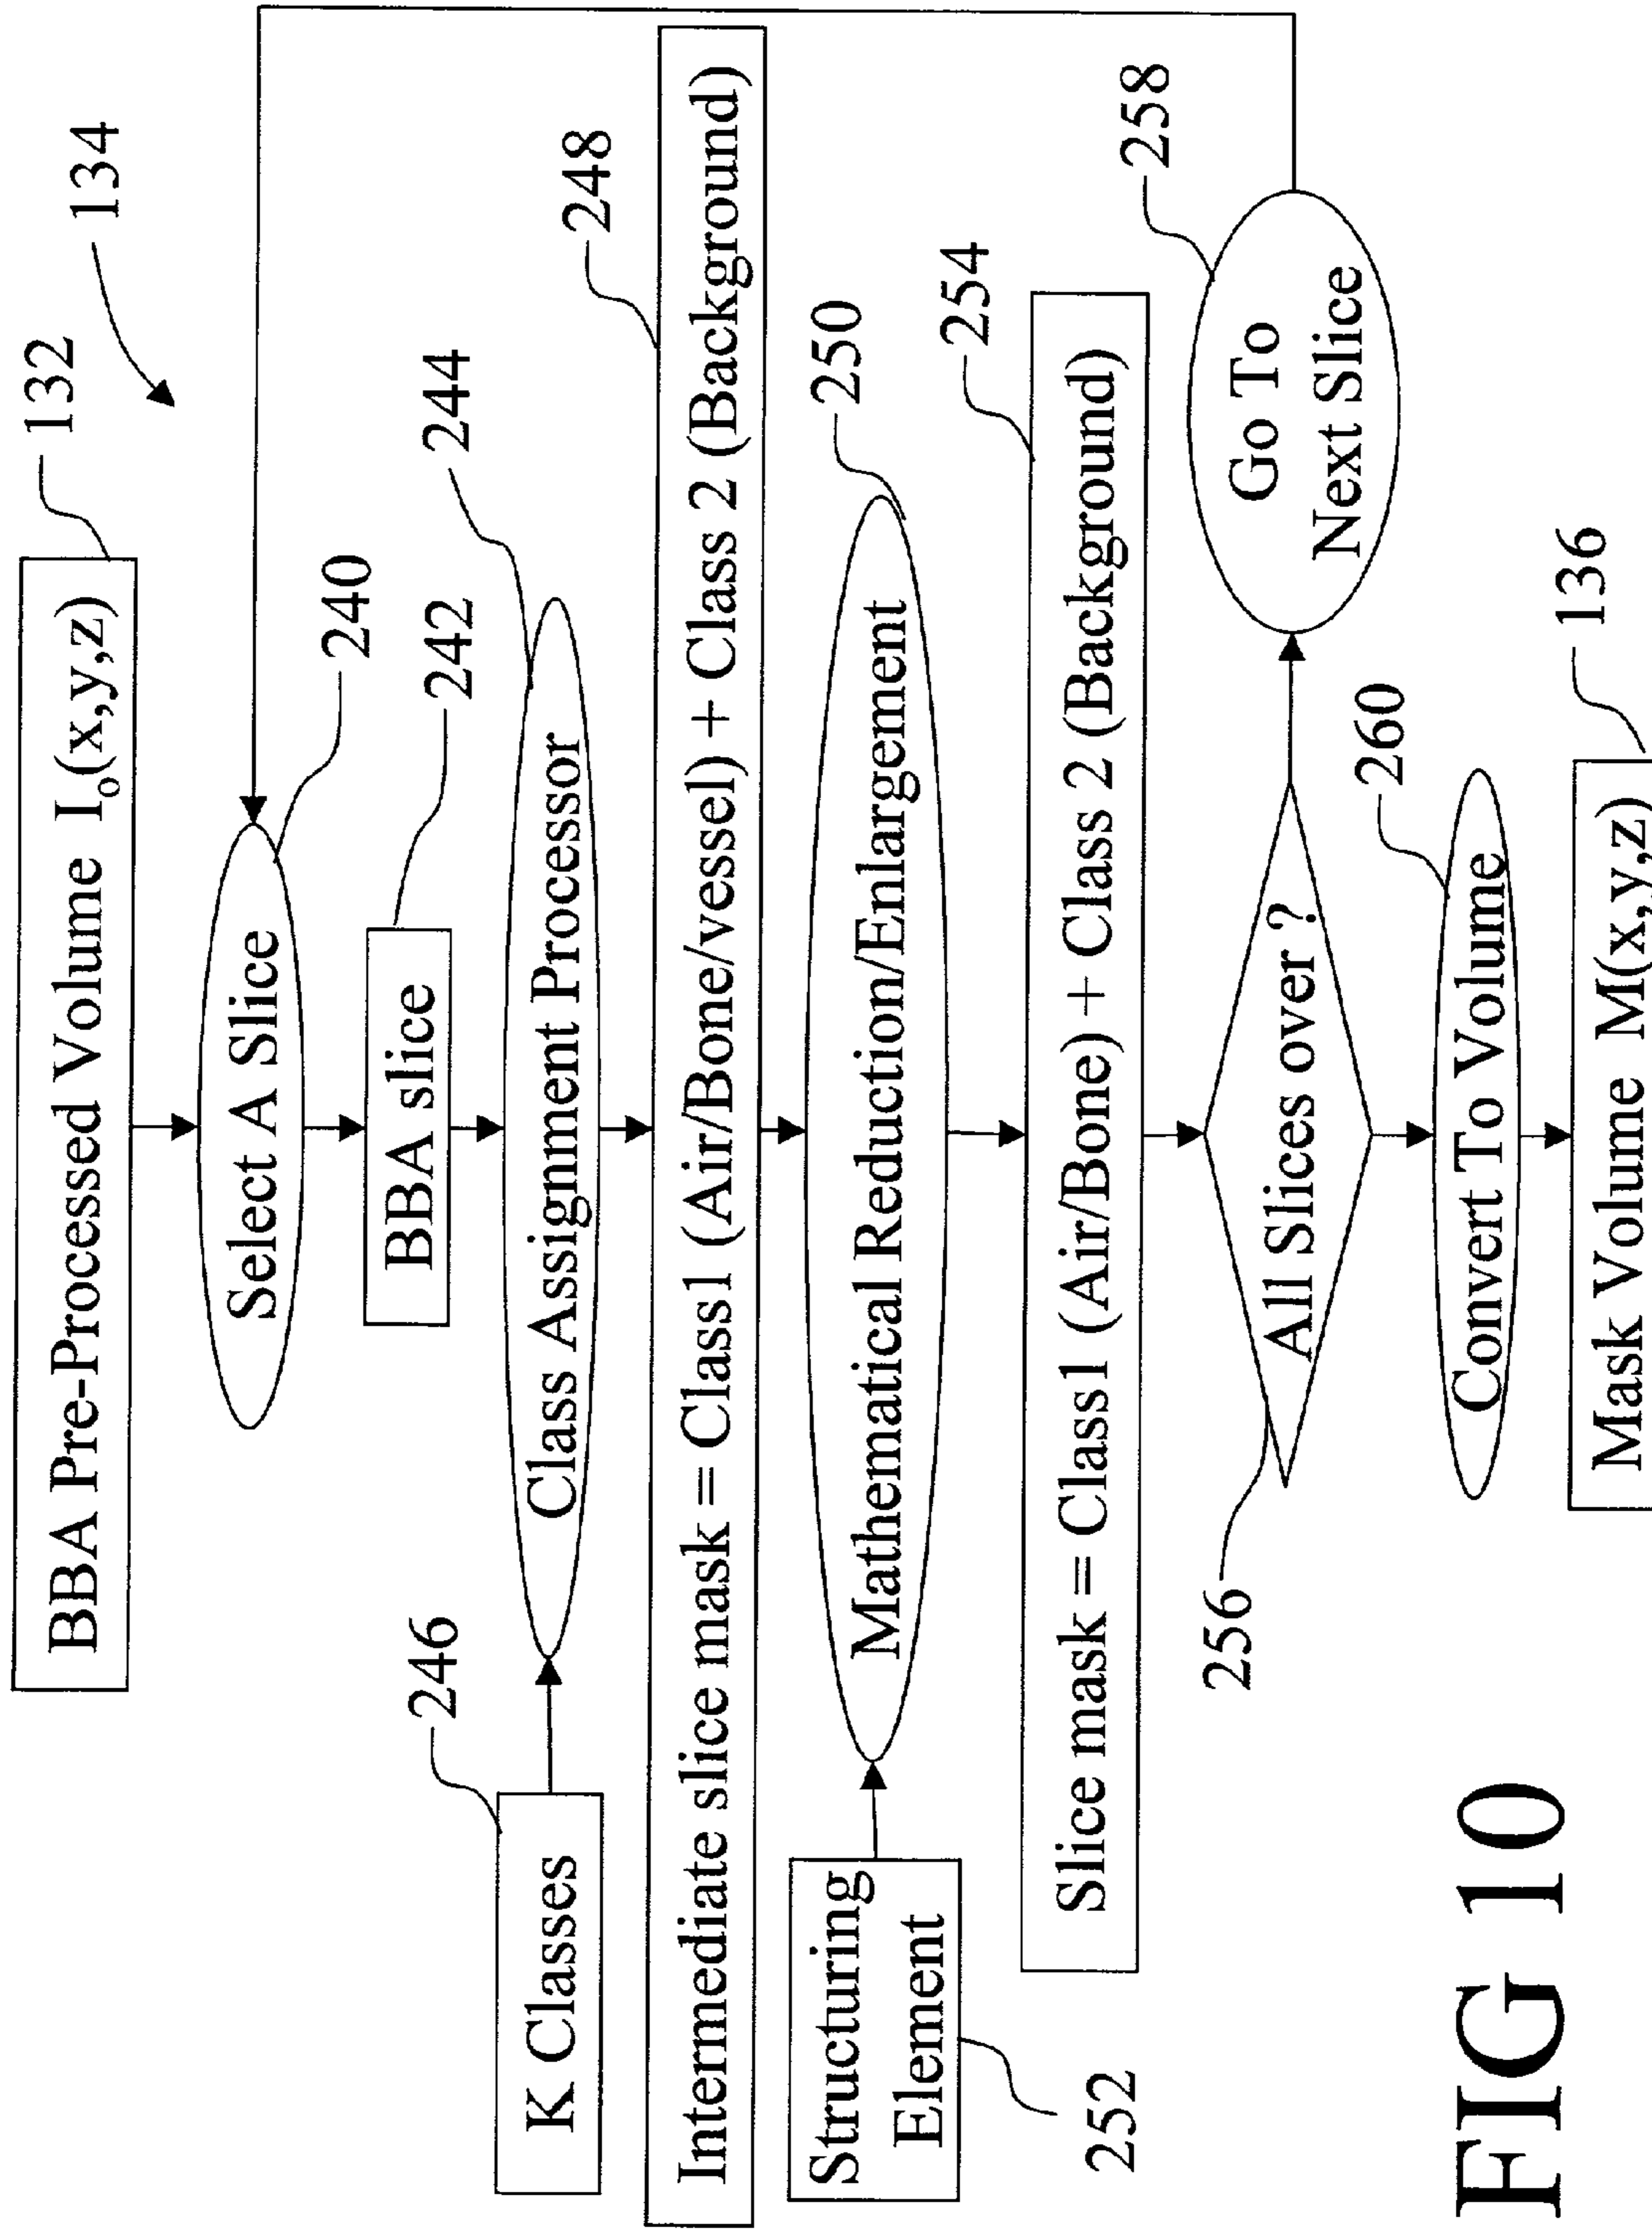 BBA Pre-Processed Volume Io(x,y,z)
132
134
Select A Slice
240
BBA slice
242
K Classes
246
Class Assignment Processor
244
Intermediate slice mask = Class1 (Air/Bone/vessel) + Class 2 (Background)
248
Structuring
Element
252
Mathematical Reduction/Enlargement
250
Slice mask = Class1 (Air/Bone) + Class 2 (Background)
254
256
All Slices over ?
Go To
Next Slice
258
Convert To Volume
260
Mask Volume M(x,y,z)
136
FIG 10